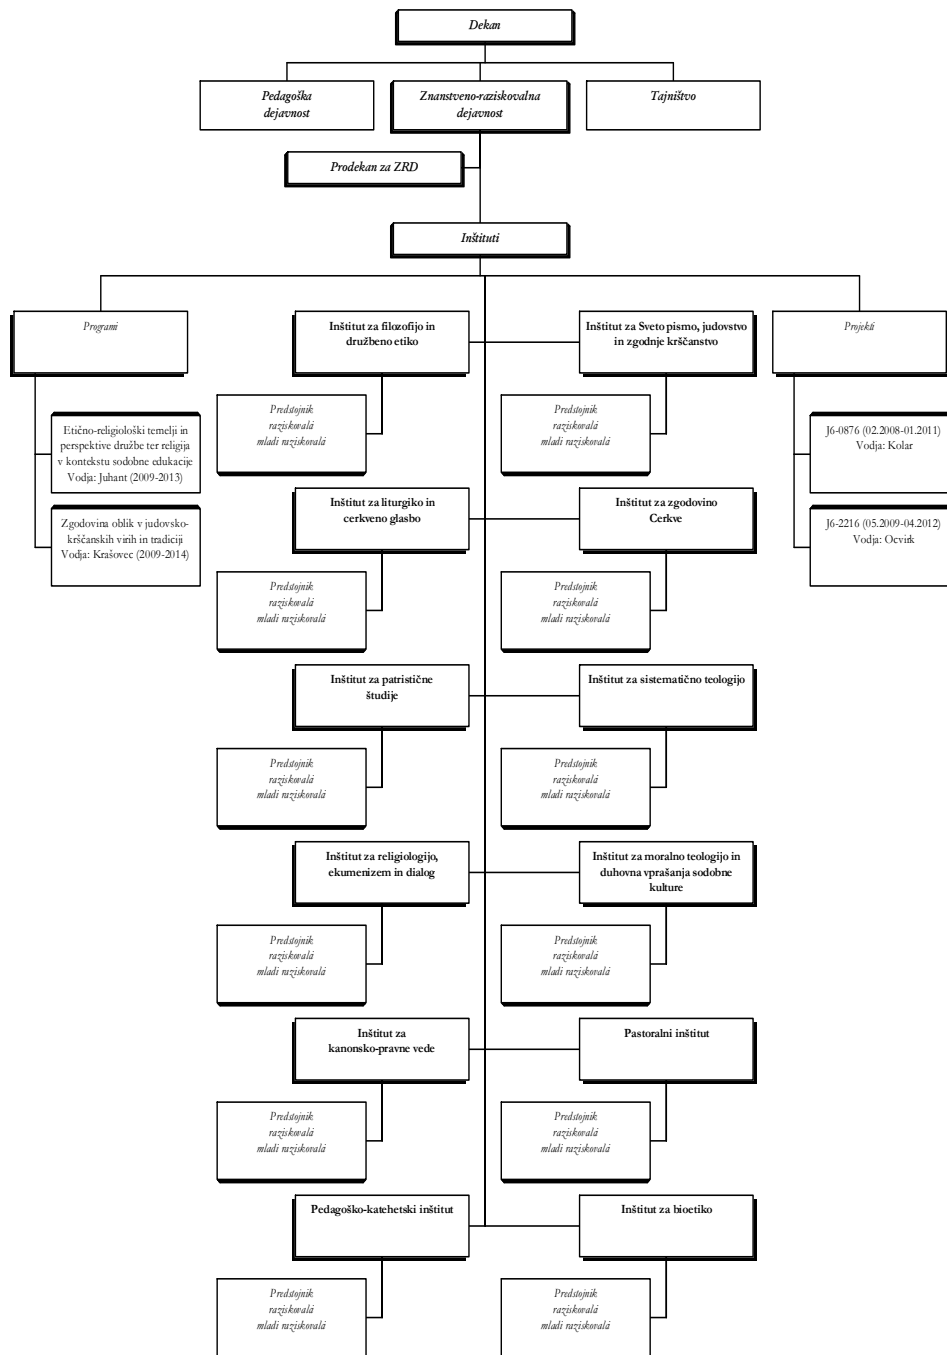 Dekan
Pedagoška
dejavnost
Znanstveno-raziskovalna
dejavnost
Tajništvo
Prodekan za ZRD
Inštituti
Programi
Inštitut za filozofijo in
družbeno etiko
Inštitut za Sveto pismo, judovstvo
in zgodnje krščanstvo
Projekti
Etično-religiološki temelji in
perspektive družbe ter religija
v kontekstu sodobne edukacije
Vodja: Juhant (2009-2013)
Predstojnik
raziskovalci
mladi raziskovalci
Predstojnik
raziskovalci
mladi raziskovalci
J6-0876 (02.2008-01.2011)
Vodja: Kolar
Zgodovina oblik v judovsko-
krščanskih virih in tradiciji
Vodja: Krašovec (2009-2014)
Inštitut za liturgiko in
cerkveno glasbo
Inštitut za zgodovino
Cerkve
J6-2216 (05.2009-04.2012)
Vodja: Ocvirk
Predstojnik
raziskovalci
mladi raziskovalci
Predstojnik
raziskovalci
mladi raziskovalci
Inštitut za patristične
študije
Inštitut za sistematično teologijo
Predstojnik
raziskovalci
mladi raziskovalci
Predstojnik
raziskovalci
mladi raziskovalci
Inštitut za religiologijo,
ekumenizem in dialog
Inštitut za moralno teologijo in
duhovna vprašanja sodobne
kulture
Predstojnik
raziskovalci
mladi raziskovalci
Predstojnik
raziskovalci
mladi raziskovalci
Inštitut za
kanonsko-pravne vede
Pastoralni inštitut
Predstojnik
raziskovalci
mladi raziskovalci
Predstojnik
raziskovalci
mladi raziskovalci
Pedagoško-katehetski inštitut
Inštitut za bioetiko
Predstojnik
raziskovalci
mladi raziskovalci
Predstojnik
raziskovalci
mladi raziskovalci